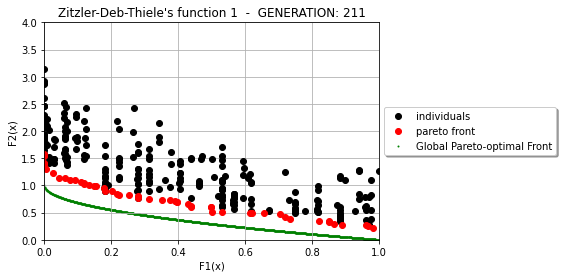 Zitzler-Deb-Thiele's function 1 - GENERATION: 211
4.0
3.5
3.0
2.5
2.0
1.5
1.0
0.5
0.0
F2(x)
0.0 0.2 0.4 0.6 0.8 1.0
F1(x)
individuals
pareto front
Global Pareto-optimal Front